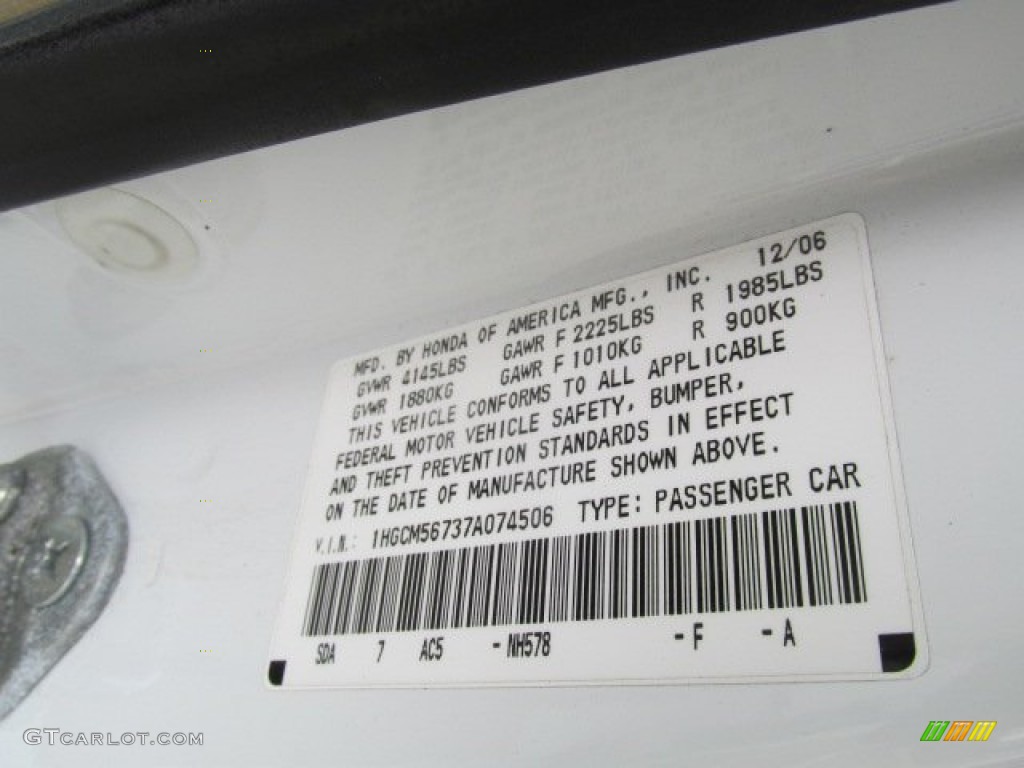 MFD. BY HONDA OF AMERICA MFG., INC. 12/06
GVWR 4145LBS GAWR F 2225LBS R 1985LBS
GVWR 1880KG GAWR F 1010KG R 900KG
THIS VEHICLE CONFORMS TO ALL APPLICABLE
FEDERAL MOTOR VEHICLE SAFETY, BUMPER,
AND THEFT PREVENTION STANDARDS IN EFFECT
ON THE DATE OF MANUFACTURE SHOWN ABOVE.
V.I.N.: 1HGCM56737A074506 TYPE: PASSENGER CAR
SDA 7 AC5 -NH578 -F -A
GTCARLOT.COM